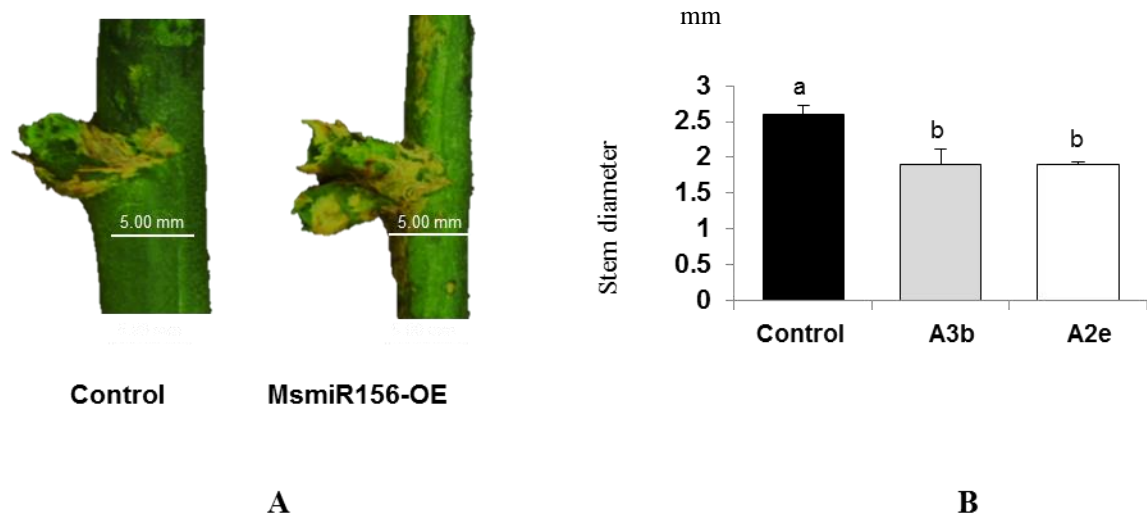 5.00 mm
5.00 mm
Control
MsmiR156-OE
A
mm
Stem diameter
3
2.5
2
1.5
1
0.5
0
a
b
b
Control
A3b
A2e
B